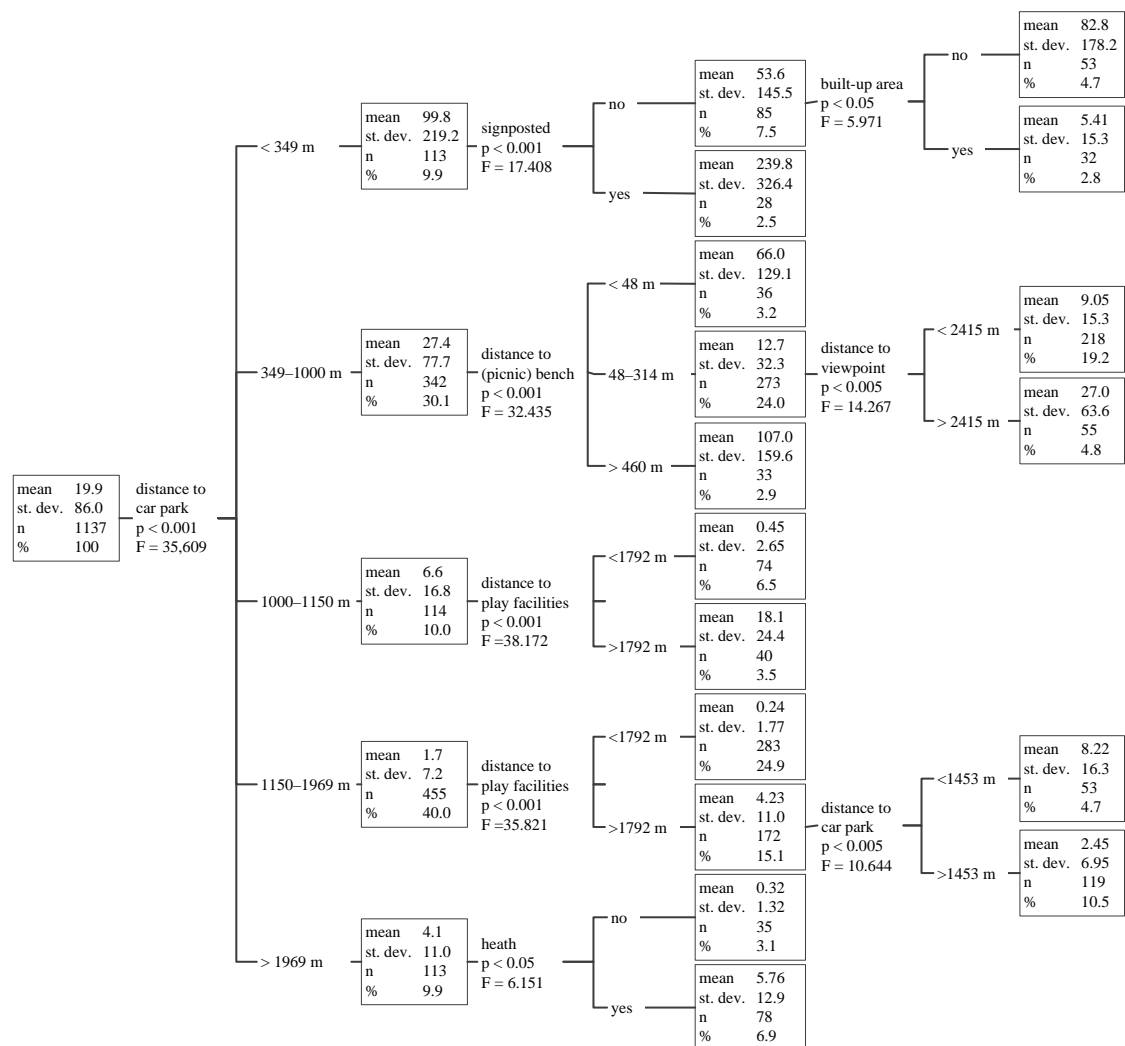 mean 19.9
st. dev. 86.0
n 1137
% 100
distance to
car park
p < 0.001
F = 35,609
< 349 m
mean 99.8
st. dev. 219.2
n 113
% 9.9
signposted
p < 0.001
F = 17.408
no
mean 53.6
st. dev. 145.5
n 85
% 7.5
built-up area
p < 0.05
F = 5.971
no
mean 82.8
st. dev. 178.2
n 53
% 4.7
yes
mean 5.41
st. dev. 15.3
n 32
% 2.8
yes
mean 239.8
st. dev. 326.4
n 28
% 2.5
349–1000 m
mean 27.4
st. dev. 77.7
n 342
% 30.1
distance to
(picnic) bench
p < 0.001
F = 32.435
< 48 m
mean 66.0
st. dev. 129.1
n 36
% 3.2
48–314 m
mean 12.7
st. dev. 32.3
n 273
% 24.0
distance to
viewpoint
p < 0.005
F = 14.267
< 2415 m
mean 9.05
st. dev. 15.3
n 218
% 19.2
> 2415 m
mean 27.0
st. dev. 63.6
n 55
% 4.8
> 460 m
mean 107.0
st. dev. 159.6
n 33
% 2.9
1000–1150 m
mean 6.6
st. dev. 16.8
n 114
% 10.0
distance to
play facilities
p < 0.001
F =38.172
<1792 m
mean 0.45
st. dev. 2.65
n 74
% 6.5
>1792 m
mean 18.1
st. dev. 24.4
n 40
% 3.5
1150–1969 m
mean 1.7
st. dev. 7.2
n 455
% 40.0
distance to
play facilities
p < 0.001
F =35.821
<1792 m
mean 0.24
st. dev. 1.77
n 283
% 24.9
>1792 m
mean 4.23
st. dev. 11.0
n 172
% 15.1
distance to
car park
p < 0.005
F = 10.644
<1453 m
mean 8.22
st. dev. 16.3
n 53
% 4.7
>1453 m
mean 2.45
st. dev. 6.95
n 119
% 10.5
> 1969 m
mean 4.1
st. dev. 11.0
n 113
% 9.9
heath
p < 0.05
F = 6.151
no
mean 0.32
st. dev. 1.32
n 35
% 3.1
yes
mean 5.76
st. dev. 12.9
n 78
% 6.9